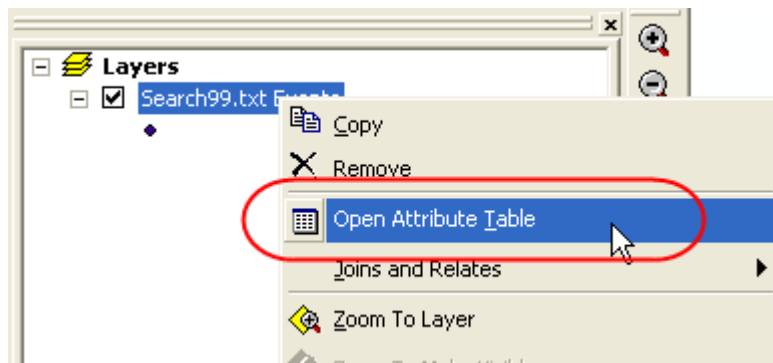 Layers
Search99.txt Events
Copy
Remove
Open Attribute Table
Joins and Relates
Zoom To Layer